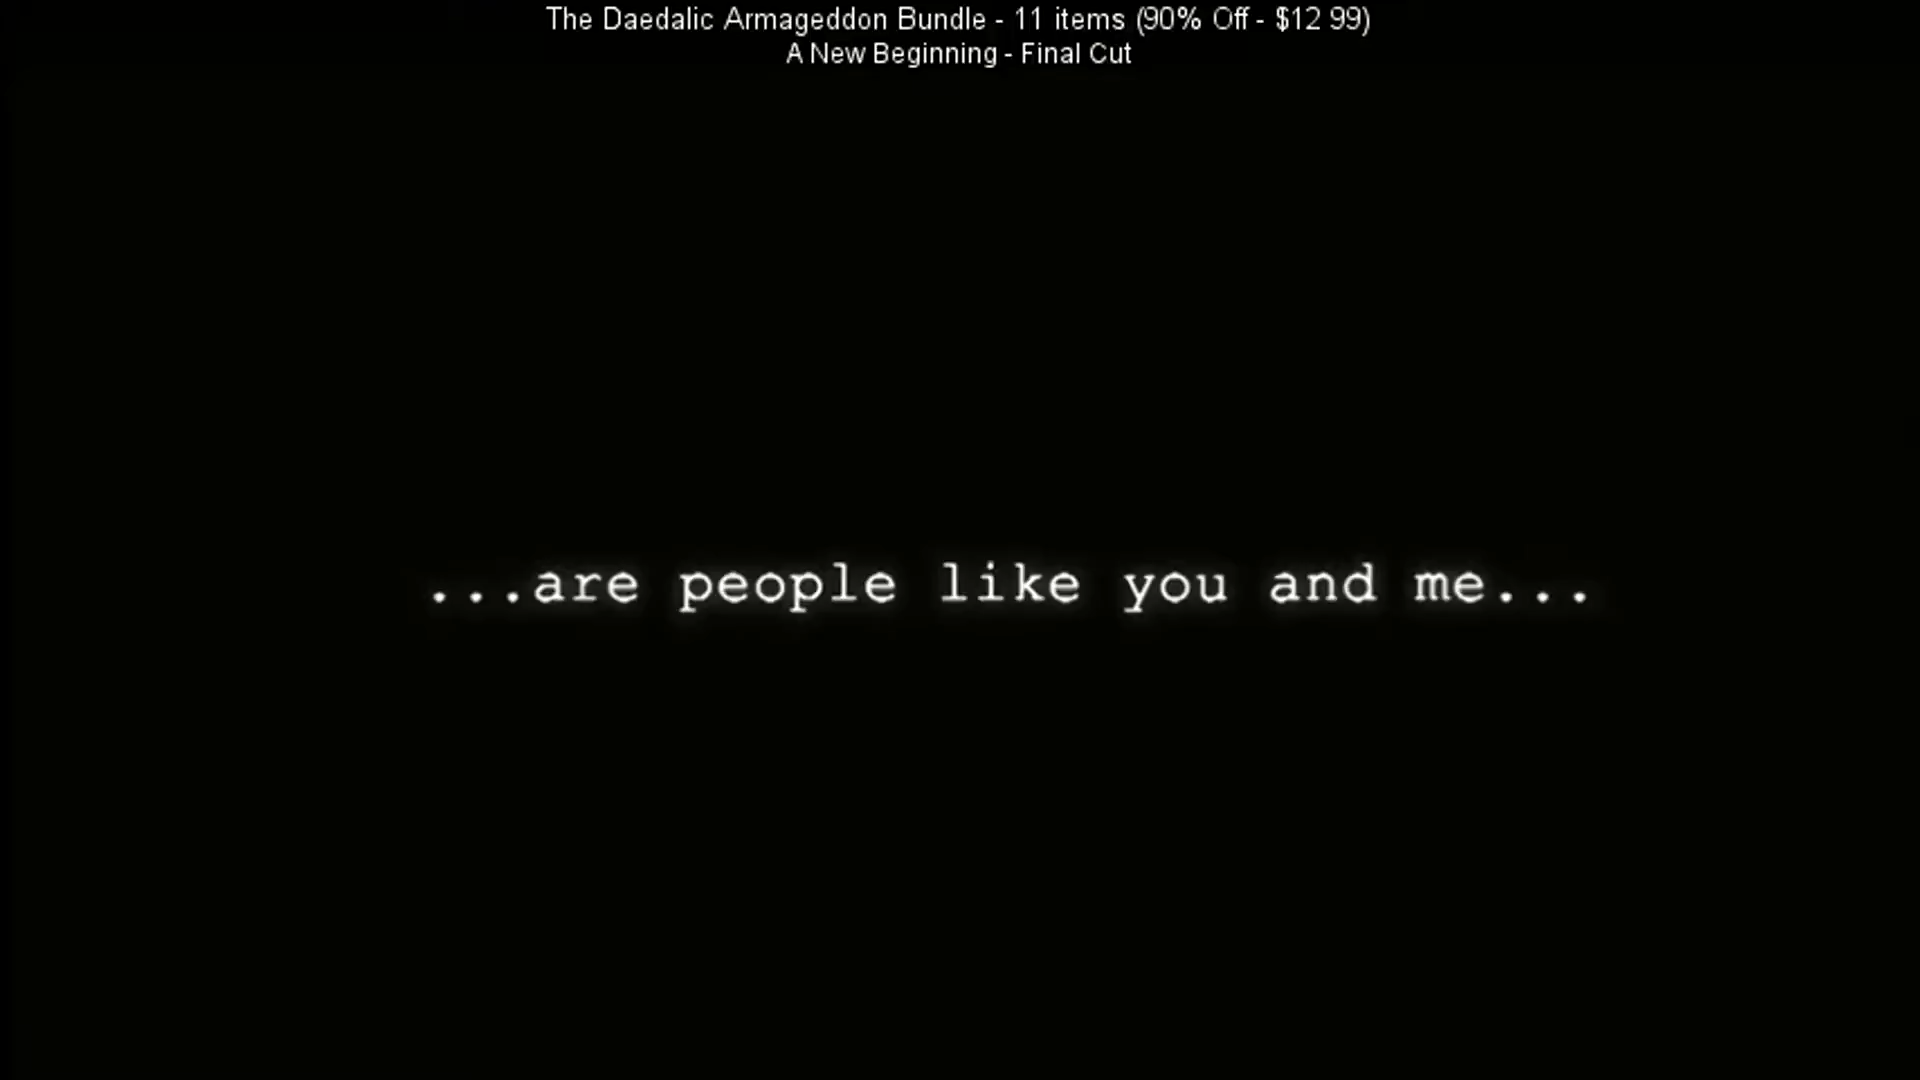 The Daedalic Armageddon Bundle - 11 items (90% Off - $12 99)
A New Beginning - Final Cut
...are people like you and me...